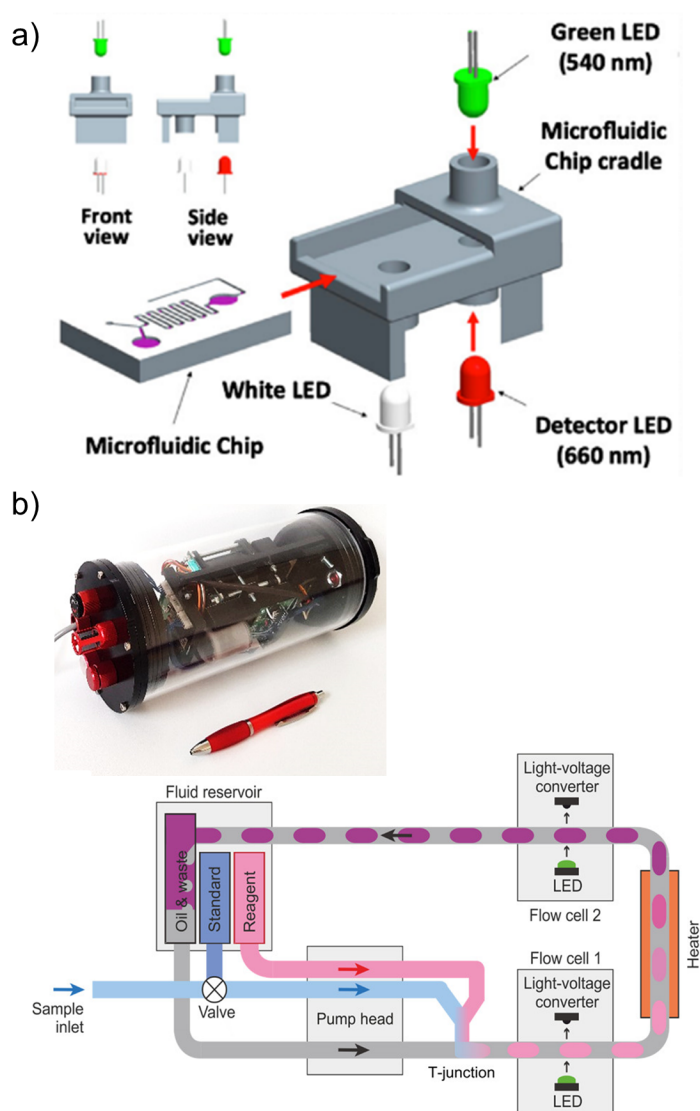 a)
Green LED
(540 nm)
Microfluidic
Chip cradle
Front
view
Side
view
White LED
Microfluidic Chip
Detector LED
(660 nm)
b)
Fluid reservoir
Oil & waste
Standard
Reagent
Light-voltage
converter
LED
Flow cell 2
Heater
Flow cell 1
Light-voltage
converter
LED
Sample
inlet
Valve
Pump head
T-junction